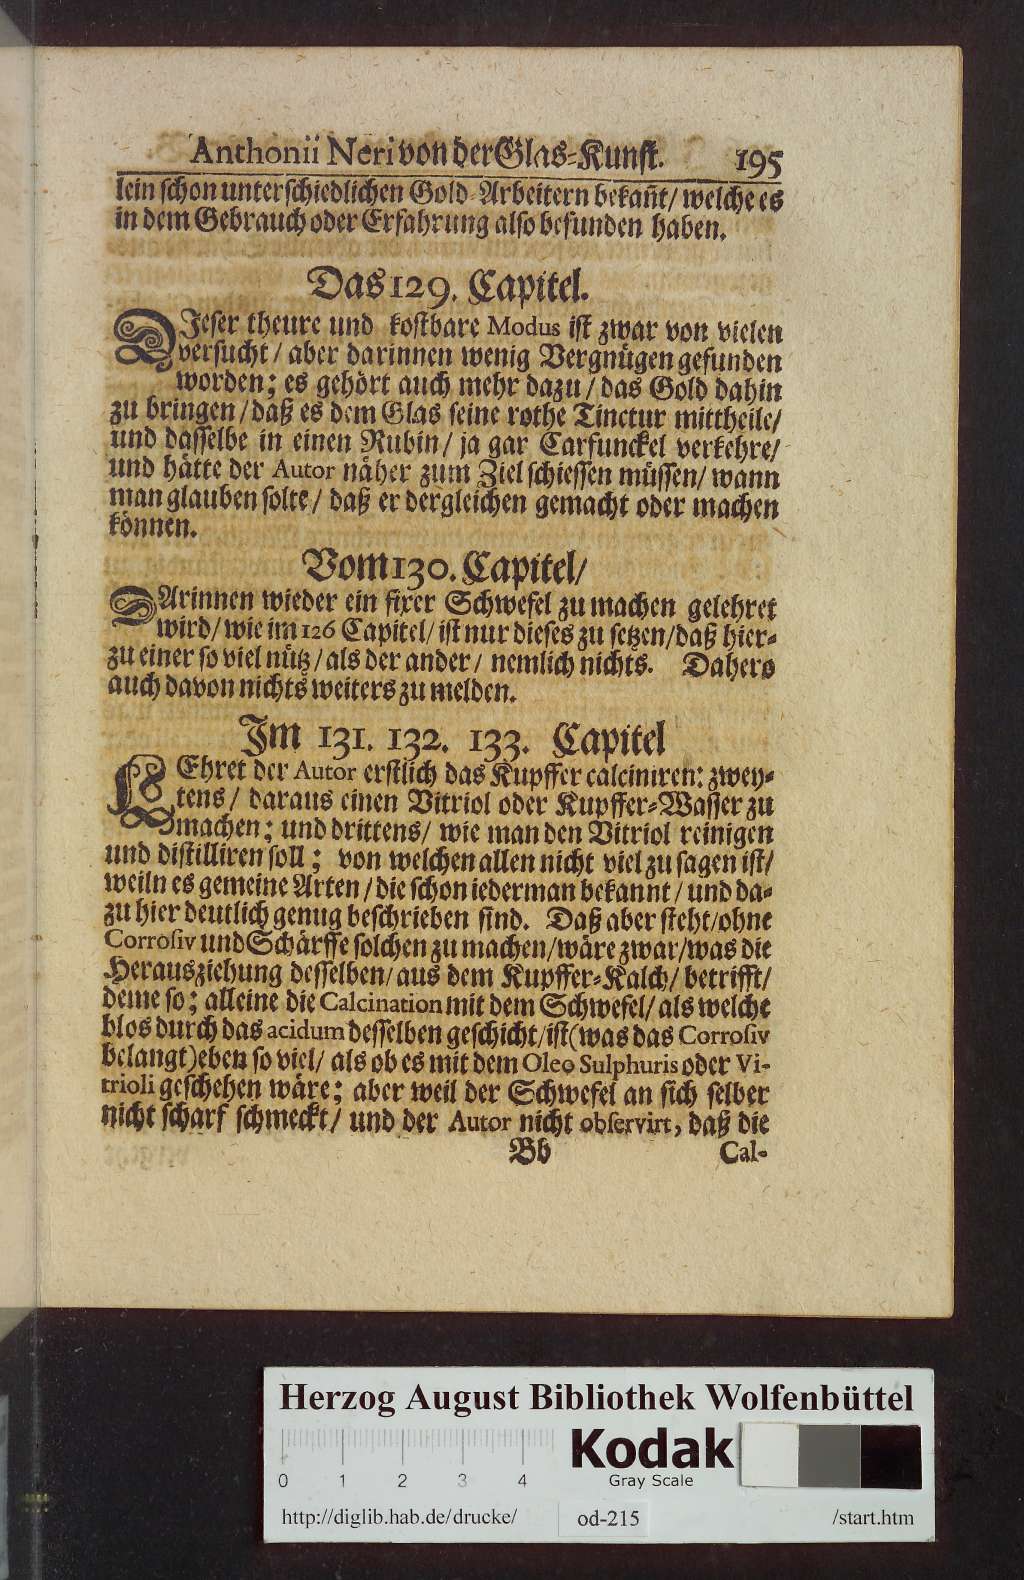 Anthonii Neri von der Glas-Kunst. 195
lein schon unterschiedlichen Gold-Arbeitern bekañt/ welche es
in dem Gebrauch oder Erfahrung also befunden haben.
Das 129. Capitel.
DJeser theure und kostbare Modus ist zwar von vielen
versucht/ aber darinnen wenig Vergnügen gefunden
worden; es gehört auch mehr dazu/ das Gold dahin
zu bringen/ daß es dem Glas seine rothe Tinctur mittheile/
und dasselbe in einen Rubin/ ja gar Carfunckel verkehre/
und hätte der Autor näher zum Ziel schiessen müssen/ wann
man glauben solte/ daß er dergleichen gemacht oder machen
können.
Vom 130. Capitel/
DArinnen wieder ein fixer Schwefel zu machen gelehret
wird/ wie im 126 Capitel/ ist nur dieses zu setzen/ daß hier-
zu einer so viel nütz/ als der ander/ nemlich nichts. Dahero
auch davon nichts weiters zu melden.
Jm 131. 132. 133. Capitel
LEhret der Autor erstlich das Kupffer calciniren: zwey-
tens/ daraus einen Vitriol oder Kupffer-Wasser zu
machen; und drittens/ wie man den Vitriol reinigen
und distilliren soll; von welchen allen nicht viel zu sagen ist/
weiln es gemeine Arten/ die schon iederman bekannt/ und da-
zu hier deutlich genug beschrieben sind. Daß aber steht/ ohne
Corrosiv und Schärffe solchen zu machen/ wäre zwar/ was die
Herausziehung desselben/ aus dem Kupffer-Kalch/ betrifft/
deme so; alleine die Calcination mit dem Schwefel/ als welche
blos durch das acidum desselben geschicht/ ist (was das Corrosiv
belangt) eben so viel/ als ob es mit dem Oleo Sulphuris oder Vi-
trioli geschehen wäre; aber weil der Schwefel an sich selber
nicht scharf schmeckt/ und der Autor nicht observirt, daß die
Bb Cal-
Herzog August Bibliothek Wolfenbüttel
Kodak
Gray Scale
0 1 2 3 4
http://diglib.hab.de/drucke/ od-215 /start.htm